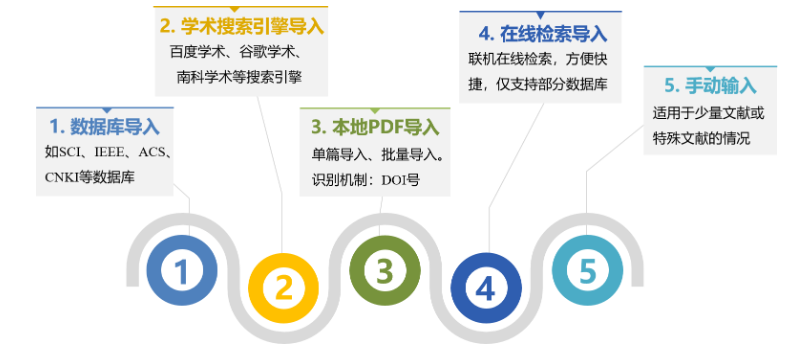 1. 数据库导入
如SCI、IEEE、ACS、
CNKI等数据库
2. 学术搜索引擎导入
百度学术、谷歌学术、
南科学术等搜索引擎
3. 本地PDF导入
单篇导入、批量导入。
识别机制：DOI号
4. 在线检索导入
联机在线检索，方便快
捷，仅支持部分数据库
5. 手动输入
适用于少量文献或
特殊文献的情况
1
2
3
4
5